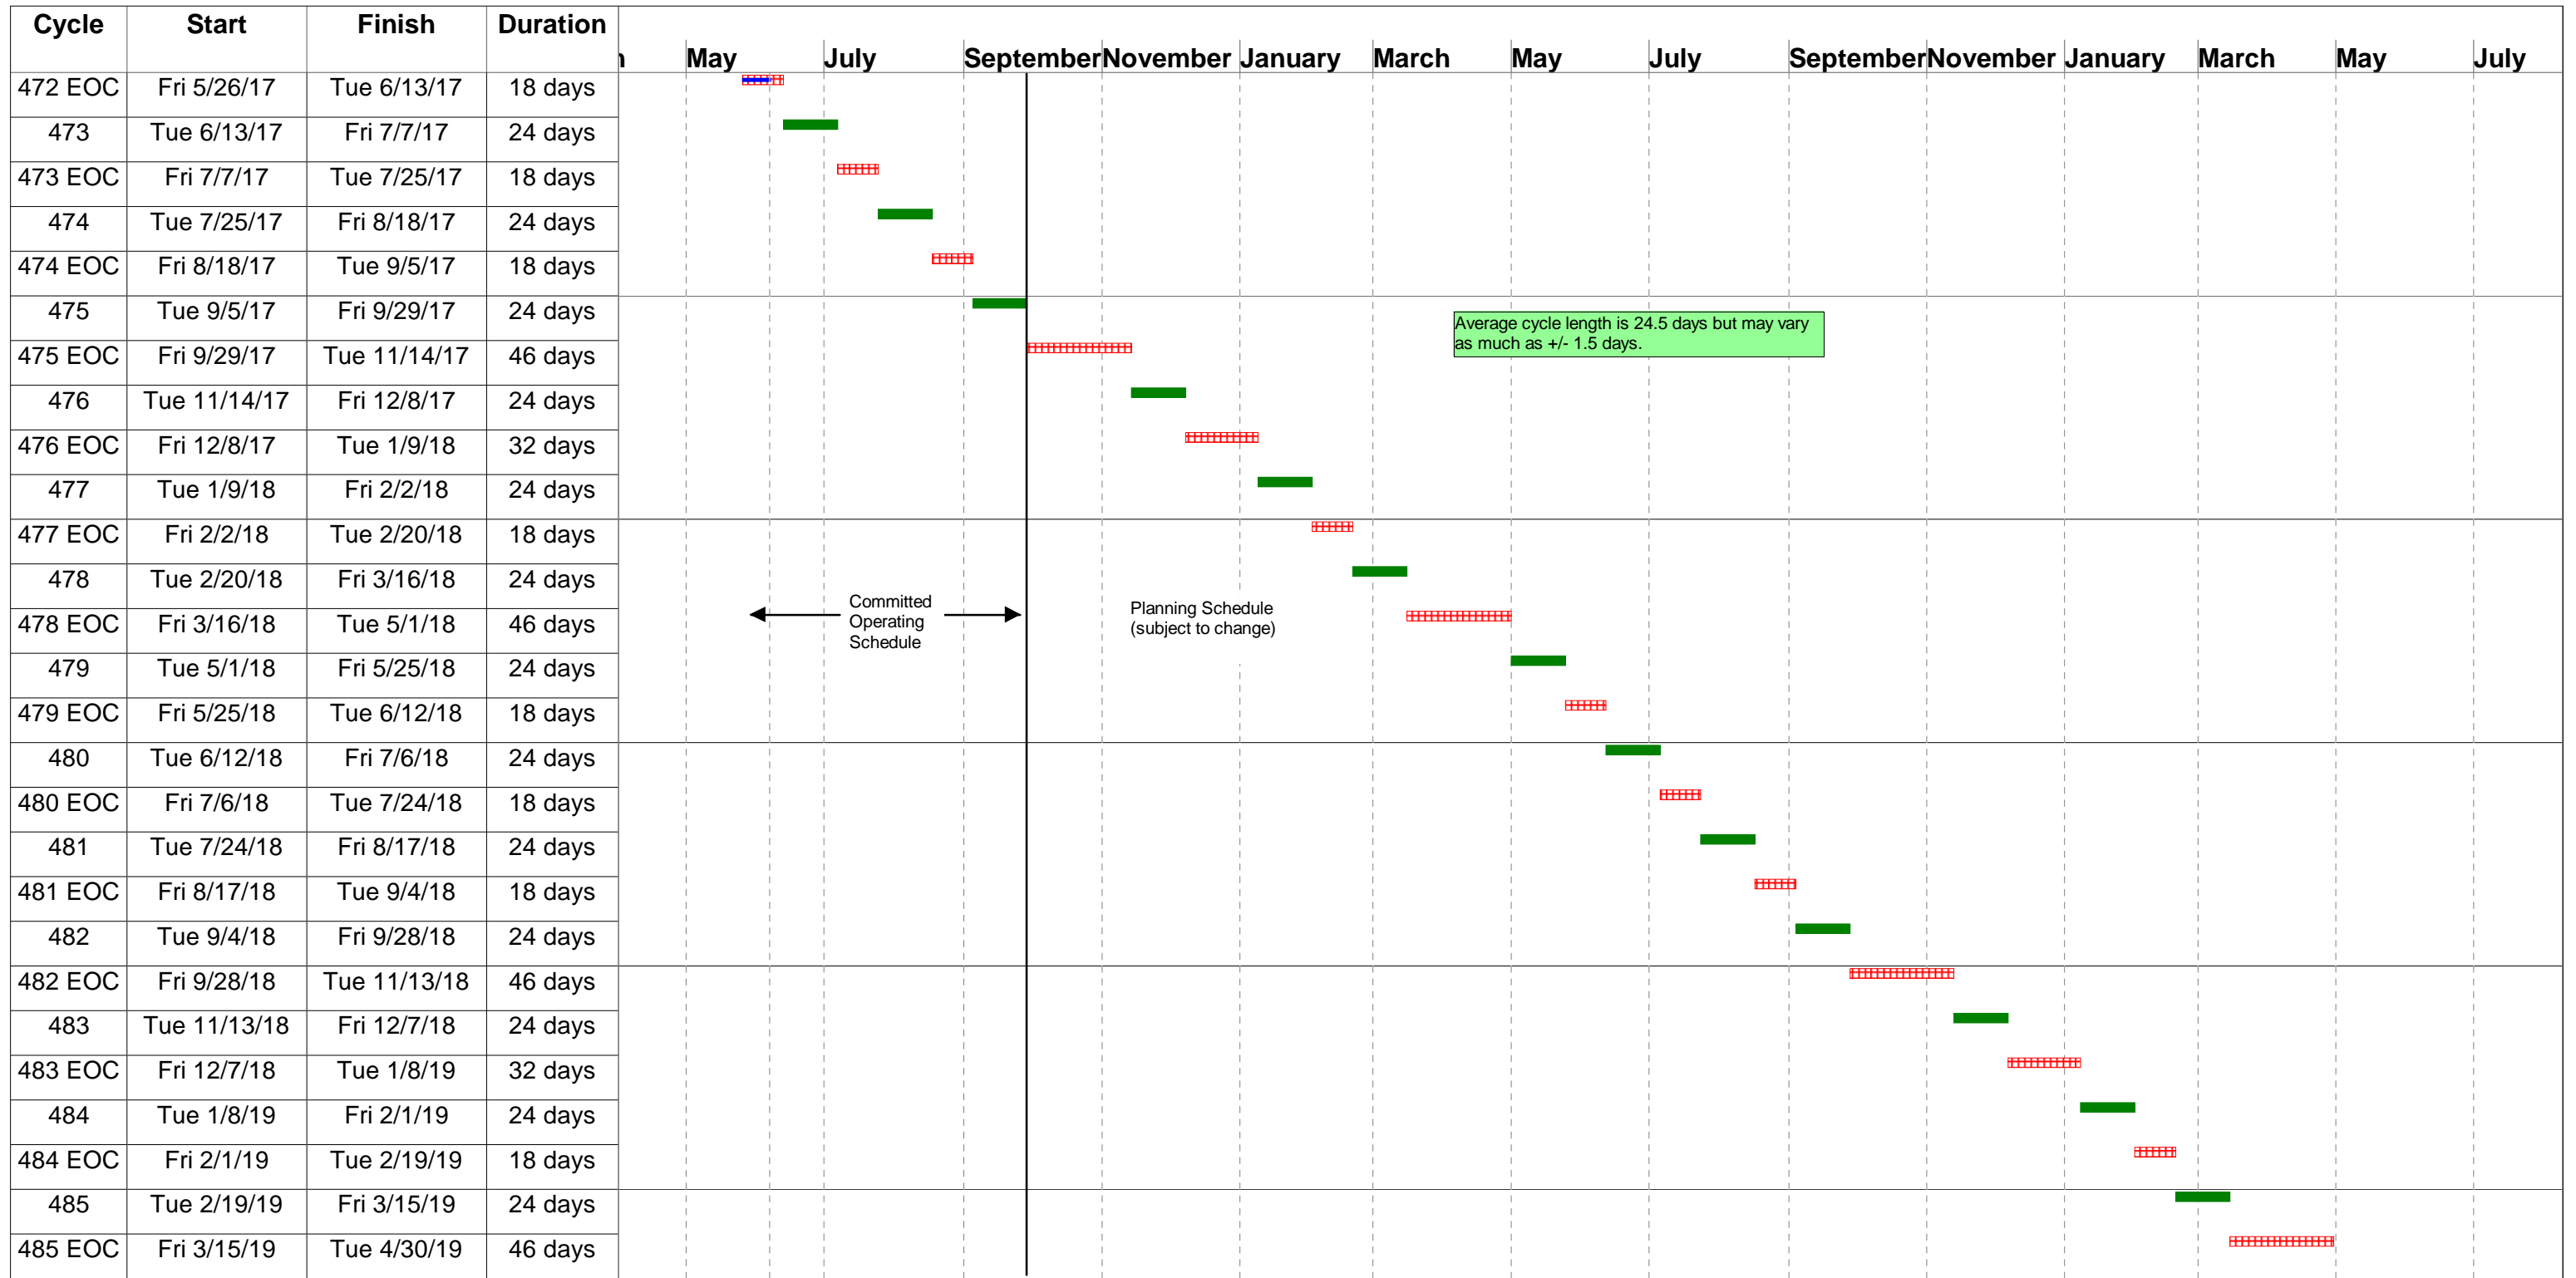 Cycle Start Finish Duration
May July September November January March May July September November January March May July
472 EOC Fri 5/26/17 Tue 6/13/17 18 days
473 Tue 6/13/17 Fri 7/7/17 24 days
473 EOC Fri 7/7/17 Tue 7/25/17 18 days
474 Tue 7/25/17 Fri 8/18/17 24 days
474 EOC Fri 8/18/17 Tue 9/5/17 18 days
475 Tue 9/5/17 Fri 9/29/17 24 days
Average cycle length is 24.5 days but may vary
as much as +/- 1.5 days.
475 EOC Fri 9/29/17 Tue 11/14/17 46 days
476 Tue 11/14/17 Fri 12/8/17 24 days
476 EOC Fri 12/8/17 Tue 1/9/18 32 days
477 Tue 1/9/18 Fri 2/2/18 24 days
477 EOC Fri 2/2/18 Tue 2/20/18 18 days
478 Tue 2/20/18 Fri 3/16/18 24 days
478 EOC Fri 3/16/18 Tue 5/1/18 46 days
Committed
Operating
Schedule
Planning Schedule
(subject to change)
479 Tue 5/1/18 Fri 5/25/18 24 days
479 EOC Fri 5/25/18 Tue 6/12/18 18 days
480 Tue 6/12/18 Fri 7/6/18 24 days
480 EOC Fri 7/6/18 Tue 7/24/18 18 days
481 Tue 7/24/18 Fri 8/17/18 24 days
481 EOC Fri 8/17/18 Tue 9/4/18 18 days
482 Tue 9/4/18 Fri 9/28/18 24 days
482 EOC Fri 9/28/18 Tue 11/13/18 46 days
483 Tue 11/13/18 Fri 12/7/18 24 days
483 EOC Fri 12/7/18 Tue 1/8/19 32 days
484 Tue 1/8/19 Fri 2/1/19 24 days
484 EOC Fri 2/1/19 Tue 2/19/19 18 days
485 Tue 2/19/19 Fri 3/15/19 24 days
485 EOC Fri 3/15/19 Tue 4/30/19 46 days